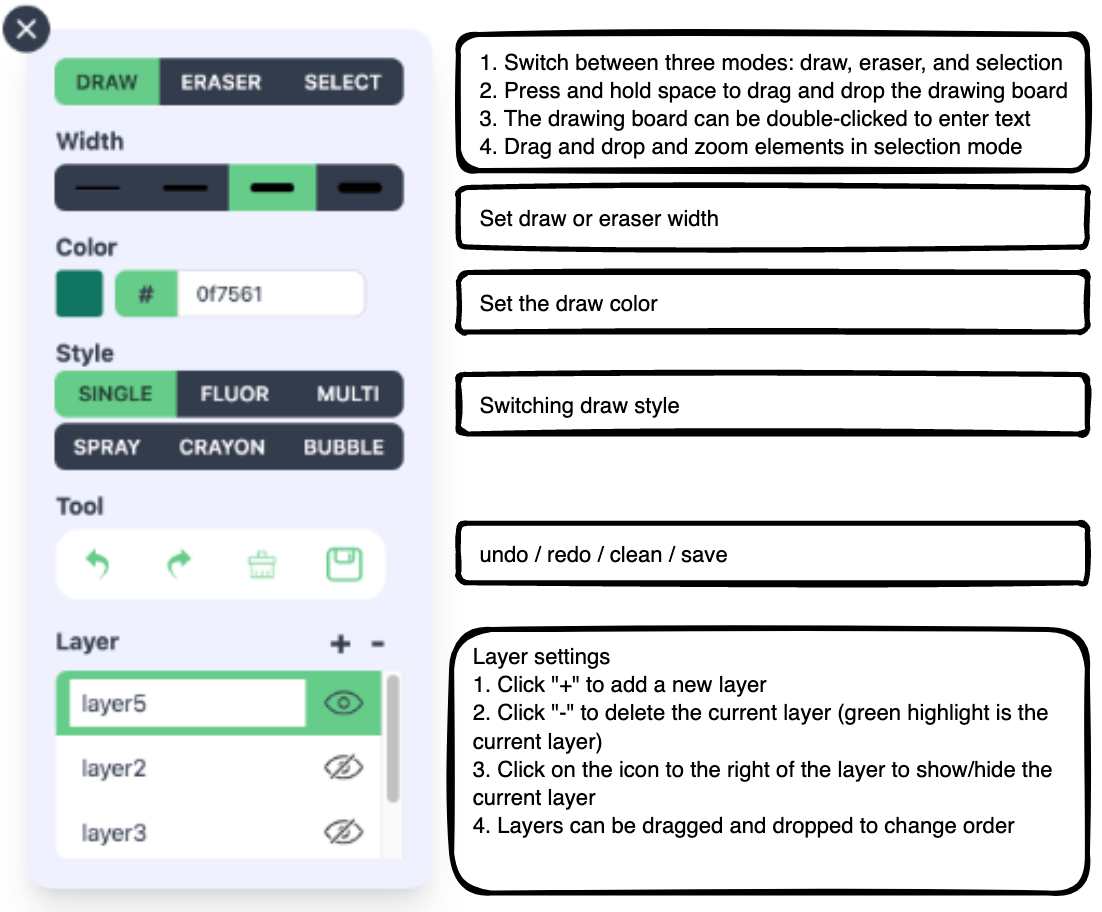 DRAW ERASER SELECT
1. Switch between three modes: draw, eraser, and selection
2. Press and hold space to drag and drop the drawing board
3. The drawing board can be double-clicked to enter text
4. Drag and drop and zoom elements in selection mode
Width
Set draw or eraser width
Color
# 0f7561
Set the draw color
Style
SINGLE FLUOR MULTI
SPRAY CRAYON BUBBLE
Switching draw style
Tool
undo / redo / clean / save
Layer + -
layer5
layer2
layer3
Layer settings
1. Click "+" to add a new layer
2. Click "-" to delete the current layer (green highlight is the
current layer)
3. Click on the icon to the right of the layer to show/hide the
current layer
4. Layers can be dragged and dropped to change order